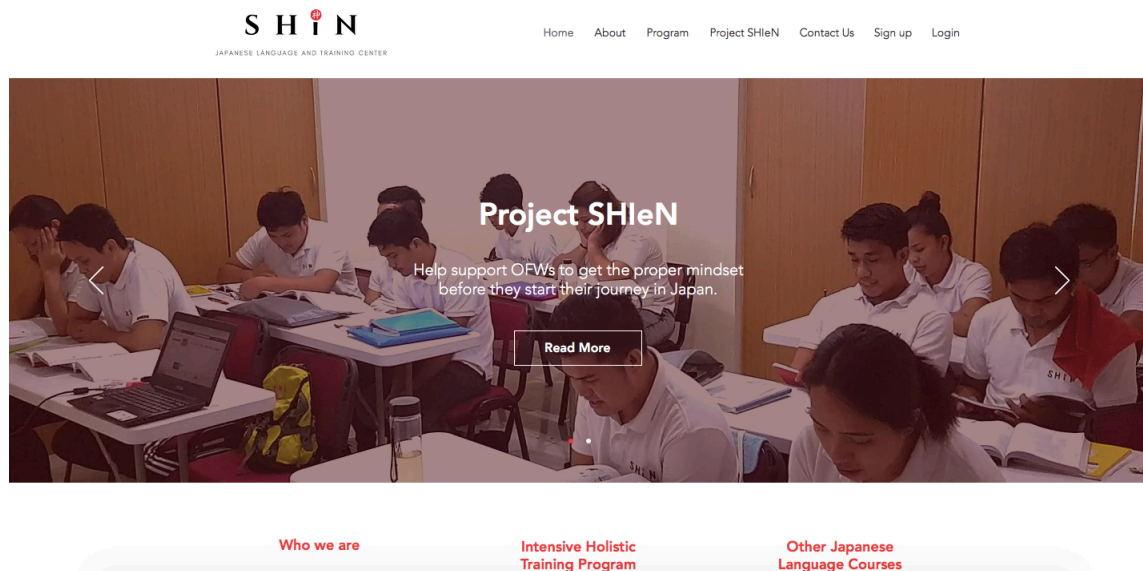 SHiN
神
JAPANESE LANGUAGE AND TRAINING CENTER
Home About Program Project SHIeN Contact Us Sign up Login
Project SHIeN
Help support OFWs to get the proper mindset
before they start their journey in Japan.
Read More
SHiN
Who we are
Intensive Holistic
Training Program
Other Japanese
Language Courses